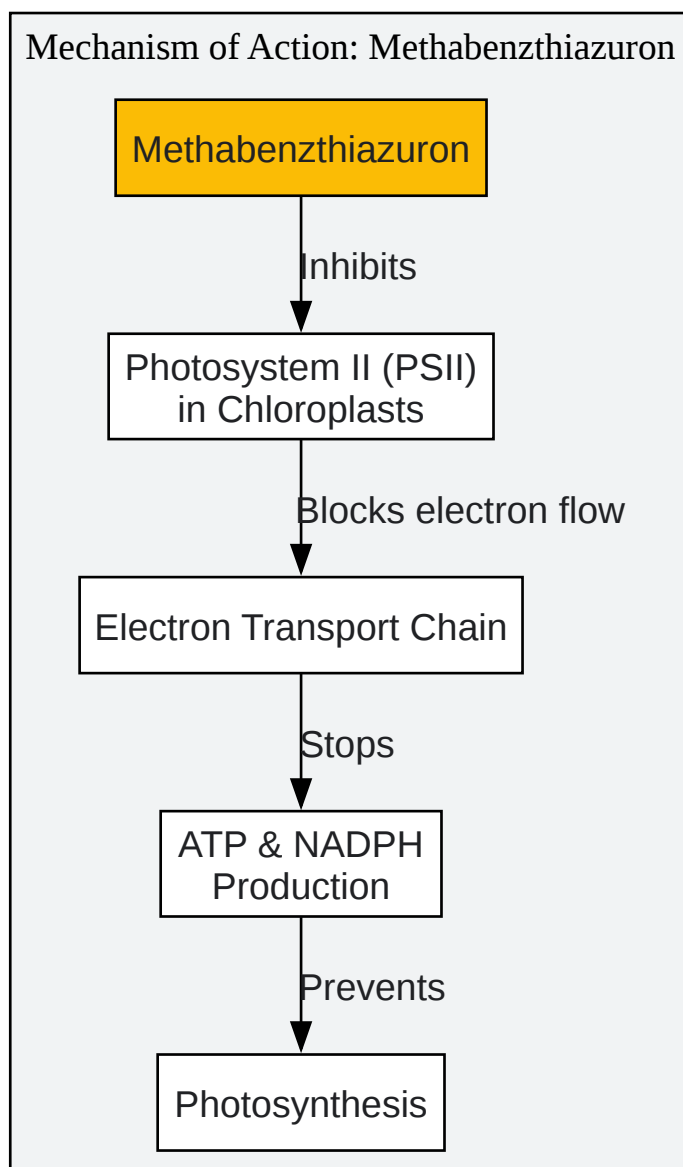 Mechanism of Action: Methabenzthiazuron
Methabenzthiazuron
Inhibits
Photosystem II (PSII)
in Chloroplasts
Blocks electron flow
Electron Transport Chain
Stops
ATP & NADPH
Production
Prevents
Photosynthesis